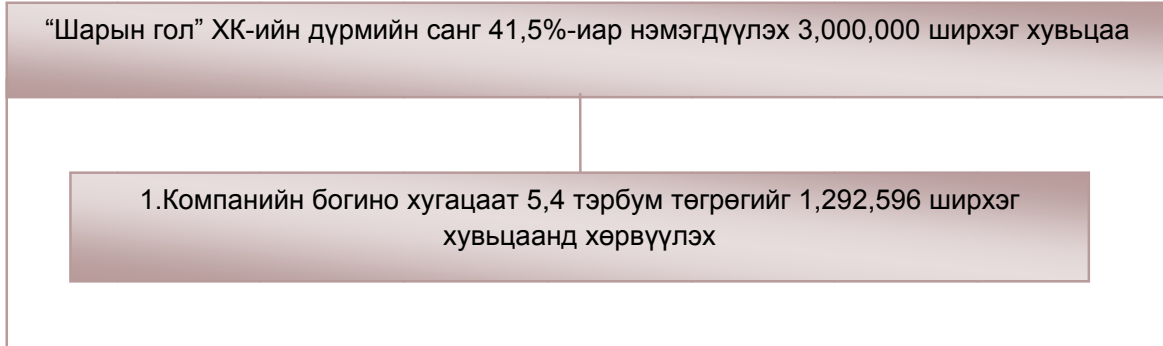 “Шарын гол” ХК-ийн дүрмийн санг 41,5%-иар нэмэгдүүлэх 3,000,000 ширхэг хувьцаа
1.Компанийн богино хугацаат 5,4 тэрбум төгрөгийг 1,292,596 ширхэг
хувьцаанд хөрвүүлэх